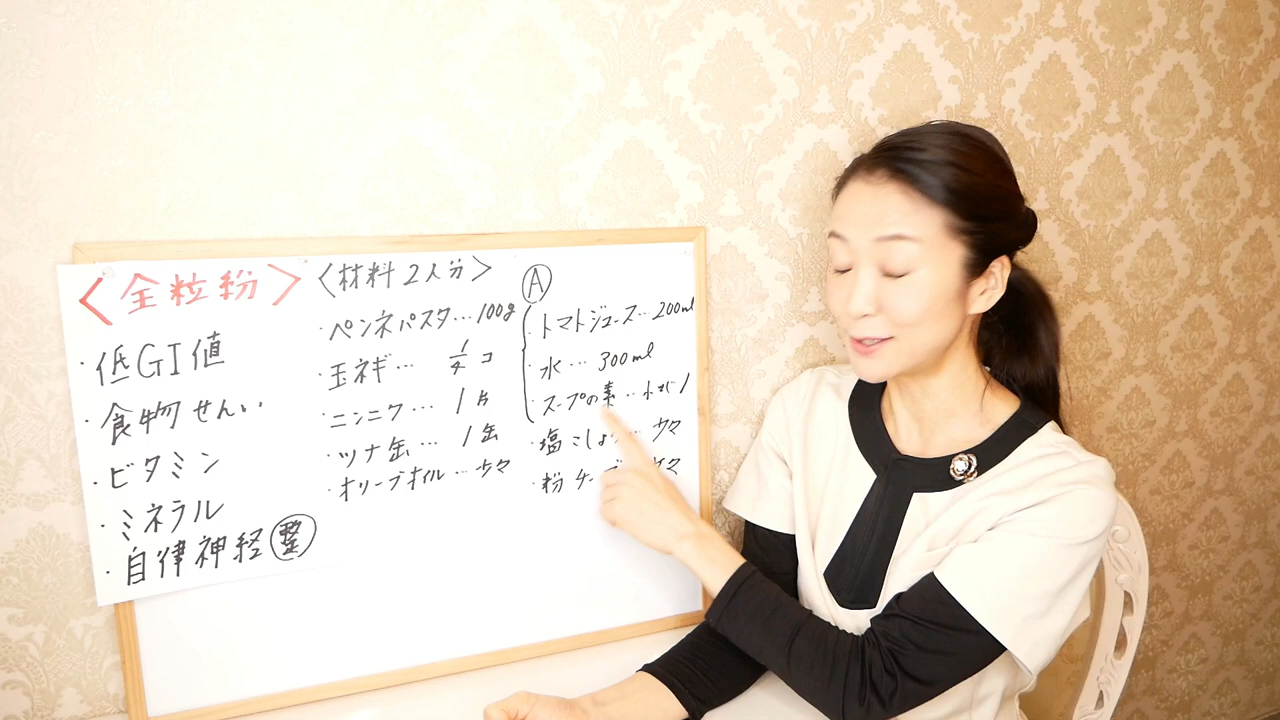 〈全粒粉〉
・低GI値
・食物せんい
・ビタミン
・ミネラル
・自律神経 整
〈材料2人分〉
・ペンネパスタ…100g
・玉ネギ… 1/4コ
・ニンニク… 1片
・ツナ缶… 1缶
・オリーブオイル…少々
A
・トマトジュース…200ml
・水…300ml
・スープの素…小さじ1
・塩こしょう…少々
・粉チーズ 少々